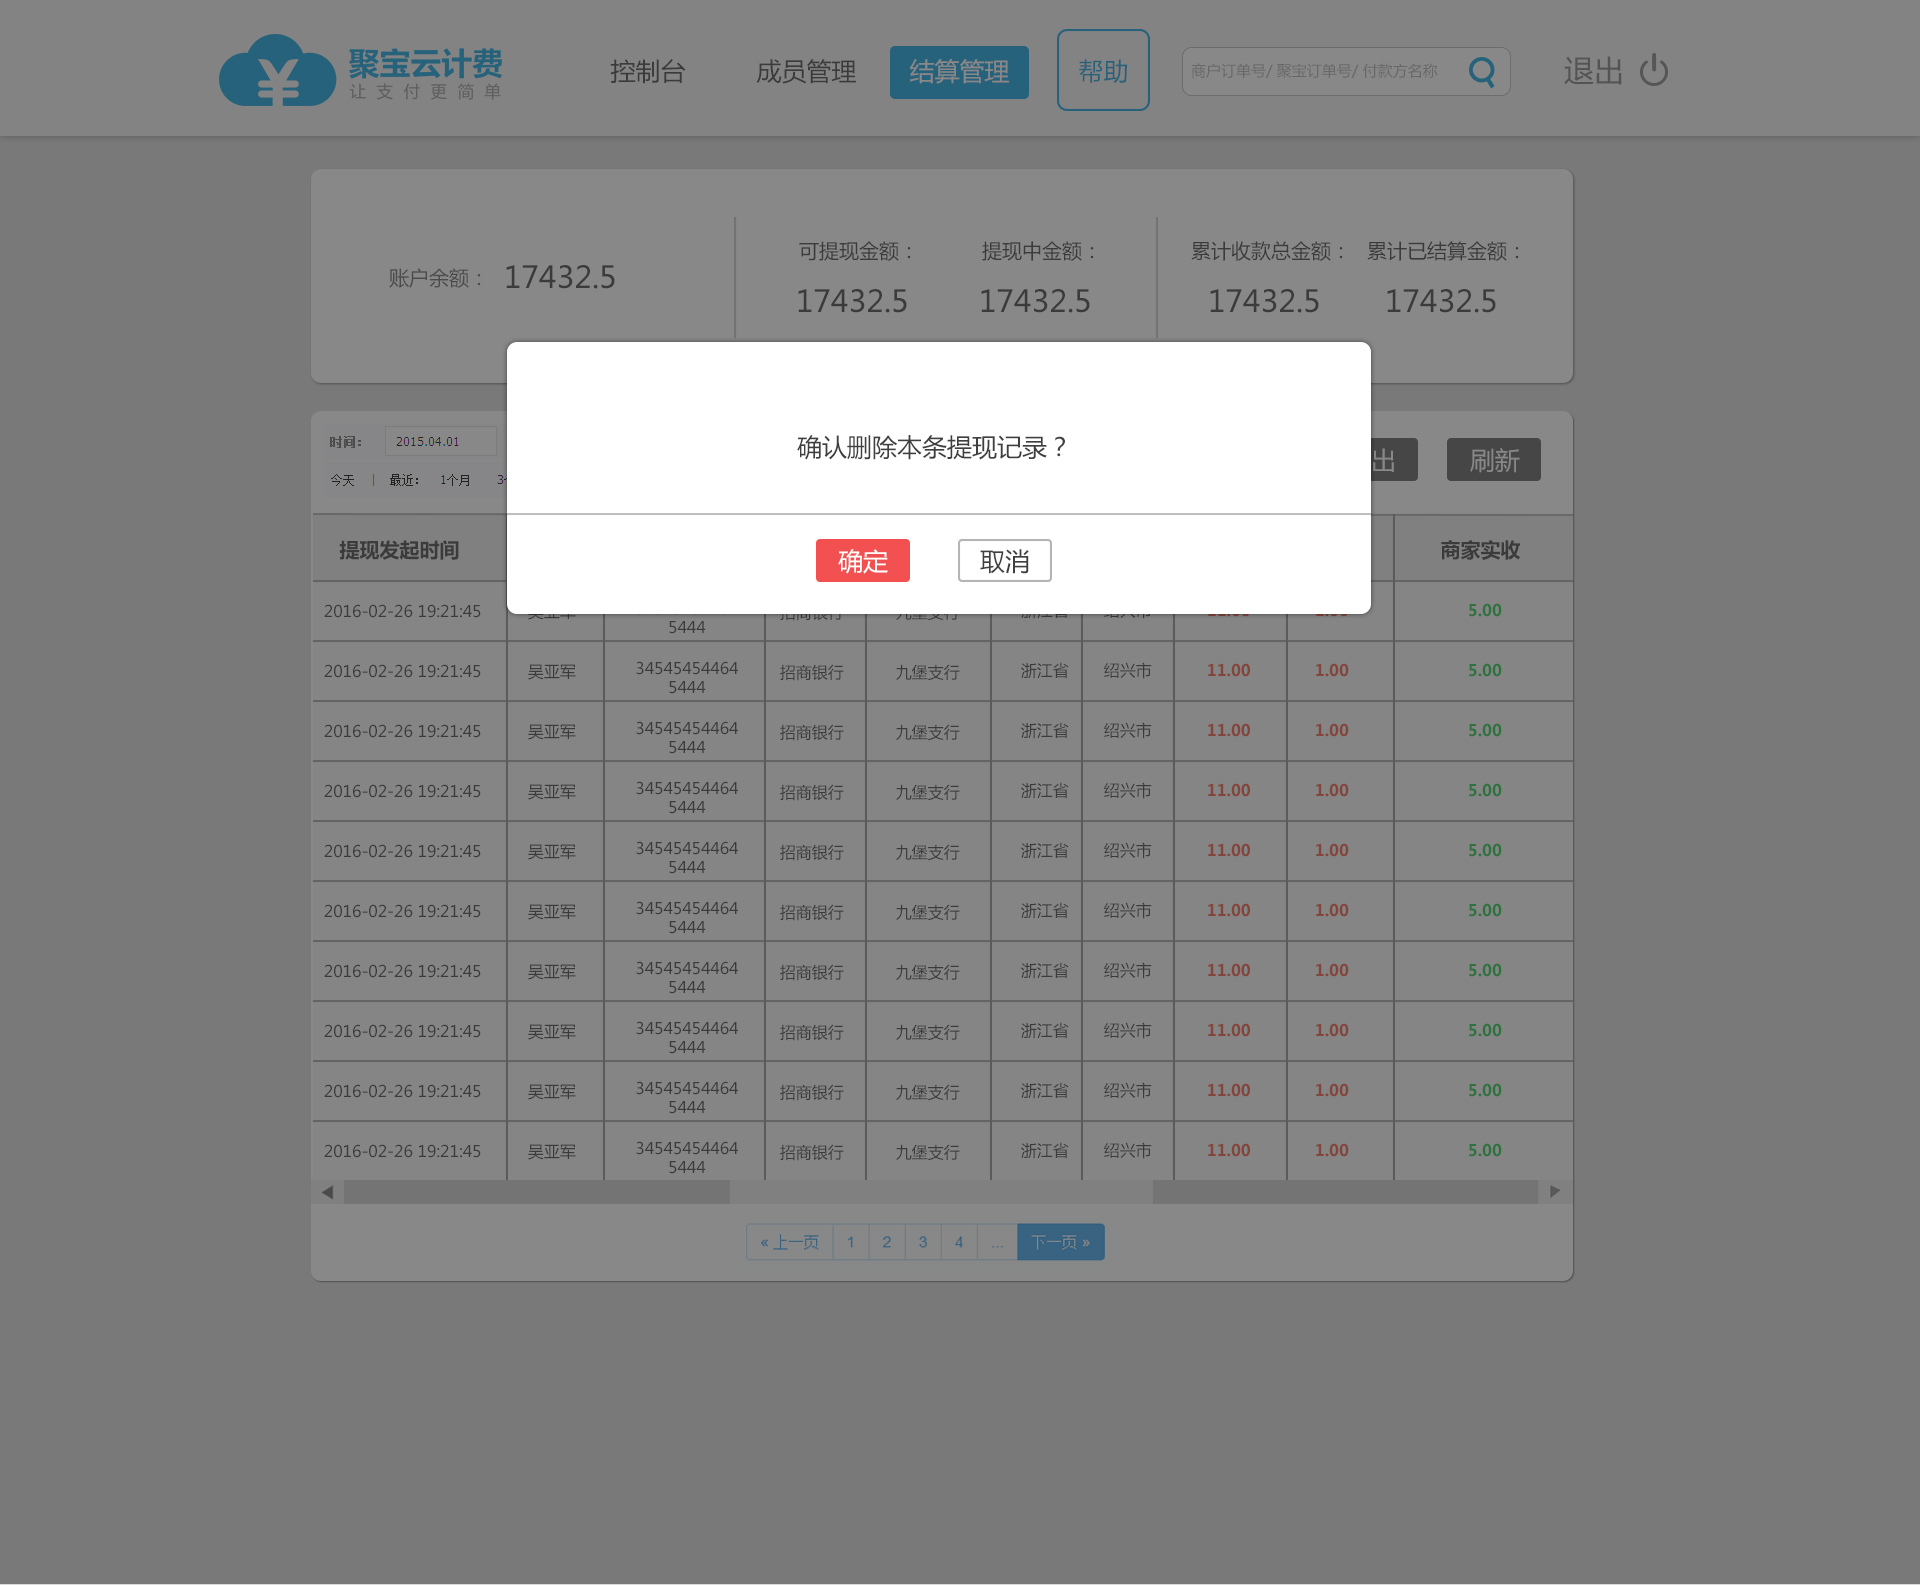 聚宝云计费
让支付更简单
控制台
成员管理
结算管理
帮助
商户订单号/ 聚宝订单号/ 付款方名称
退出
账户余额： 17432.5
可提现金额： 提现中金额： 累计收款总金额： 累计已结算金额：
17432.5 17432.5 17432.5 17432.5
时间： 2015.04.01
出 刷新
今天 | 最近： 1个月
确认删除本条提现记录？
确定 取消
提现发起时间 商家实收
2016-02-26 19:21:45 5444 5.00
2016-02-26 19:21:45 吴亚军 34545454464 5444 招商银行 九堡支行 浙江省 绍兴市 11.00 1.00 5.00
2016-02-26 19:21:45 吴亚军 34545454464 5444 招商银行 九堡支行 浙江省 绍兴市 11.00 1.00 5.00
2016-02-26 19:21:45 吴亚军 34545454464 5444 招商银行 九堡支行 浙江省 绍兴市 11.00 1.00 5.00
2016-02-26 19:21:45 吴亚军 34545454464 5444 招商银行 九堡支行 浙江省 绍兴市 11.00 1.00 5.00
2016-02-26 19:21:45 吴亚军 34545454464 5444 招商银行 九堡支行 浙江省 绍兴市 11.00 1.00 5.00
2016-02-26 19:21:45 吴亚军 34545454464 5444 招商银行 九堡支行 浙江省 绍兴市 11.00 1.00 5.00
2016-02-26 19:21:45 吴亚军 34545454464 5444 招商银行 九堡支行 浙江省 绍兴市 11.00 1.00 5.00
2016-02-26 19:21:45 吴亚军 34545454464 5444 招商银行 九堡支行 浙江省 绍兴市 11.00 1.00 5.00
2016-02-26 19:21:45 吴亚军 34545454464 5444 招商银行 九堡支行 浙江省 绍兴市 11.00 1.00 5.00
« 上一页 1 2 3 4 ... 下一页 »